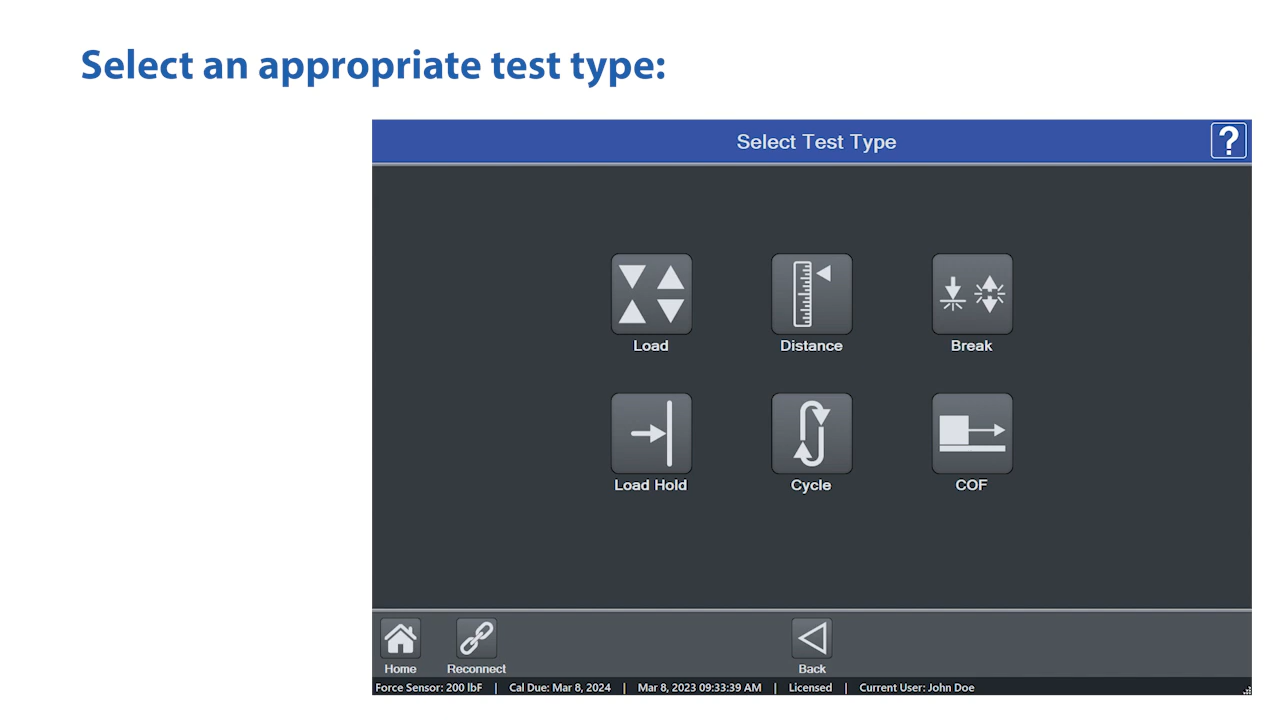 Select an appropriate test type:
Select Test Type
?
Load Distance Break
Load Hold Cycle COF
Home Reconnect Back
Force Sensor: 200 lbF | Cal Due: Mar 8, 2024 | Mar 8, 2023 09:33:39 AM | Licensed | Current User: John Doe